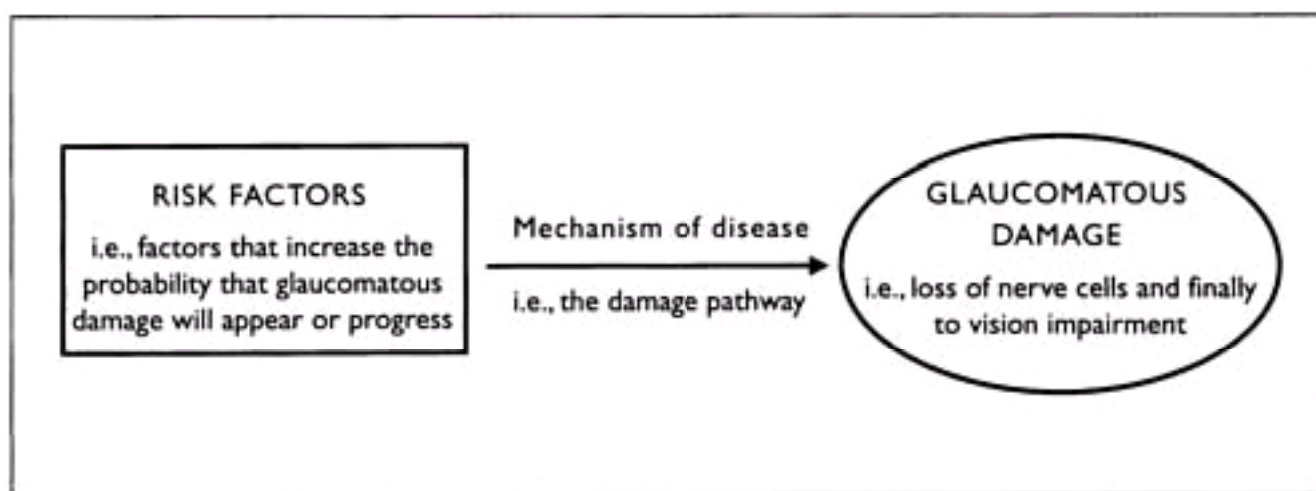 RISK FACTORS
i.e., factors that increase the
probability that glaucomatous
damage will appear or progress
Mechanism of disease
i.e., the damage pathway
GLAUCOMATOUS
DAMAGE
i.e., loss of nerve cells and finally
to vision impairment